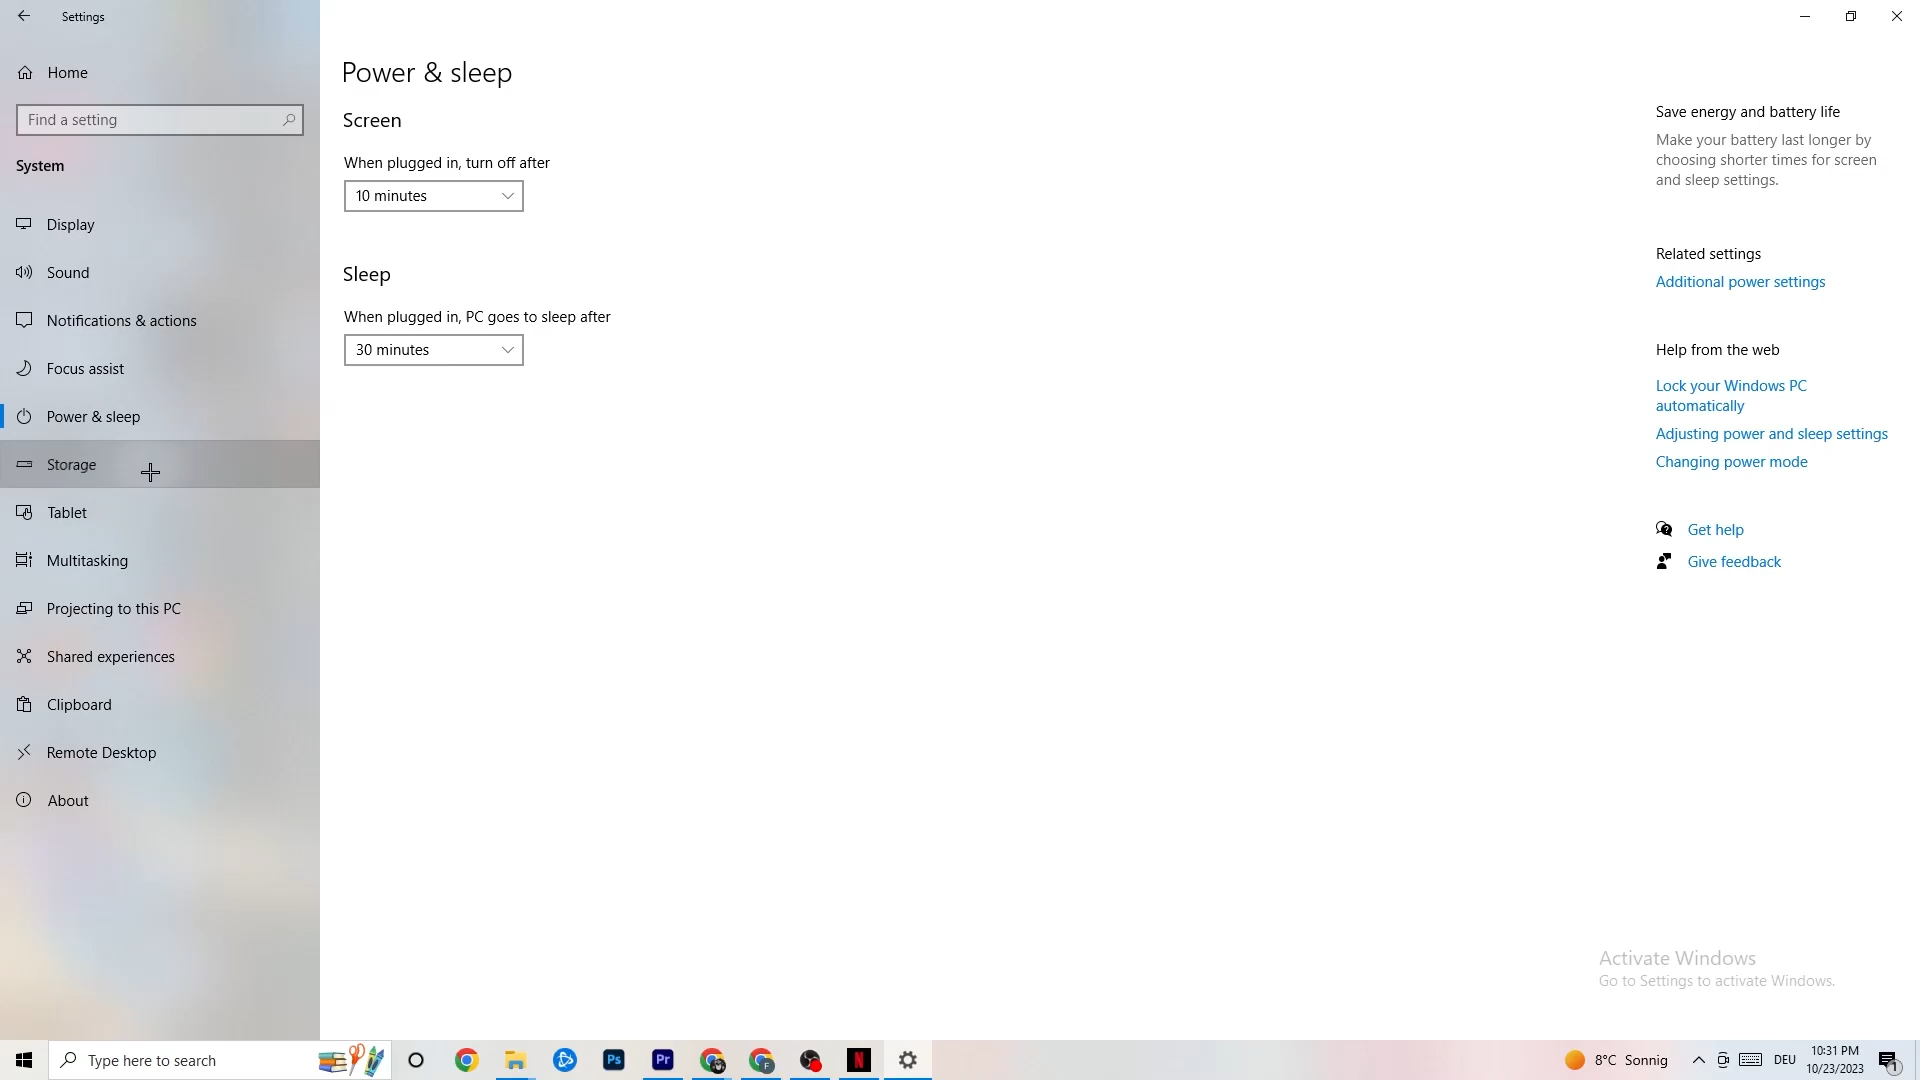 Settings
Home
Find a setting
System
Display
Sound
Notifications & actions
Focus assist
Power & sleep
Storage
Tablet
Multitasking
Projecting to this PC
Shared experiences
Clipboard
Remote Desktop
About
Power & sleep
Screen
When plugged in, turn off after
10 minutes
Sleep
When plugged in, PC goes to sleep after
30 minutes
Save energy and battery life
Make your battery last longer by
choosing shorter times for screen
and sleep settings.
Related settings
Additional power settings
Help from the web
Lock your Windows PC
automatically
Adjusting power and sleep settings
Changing power mode
Get help
Give feedback
Activate Windows
Go to Settings to activate Windows.
Type here to search
Ps
Pr
F
N
8°C Sonnig
DEU
10:31 PM
10/23/2023
1